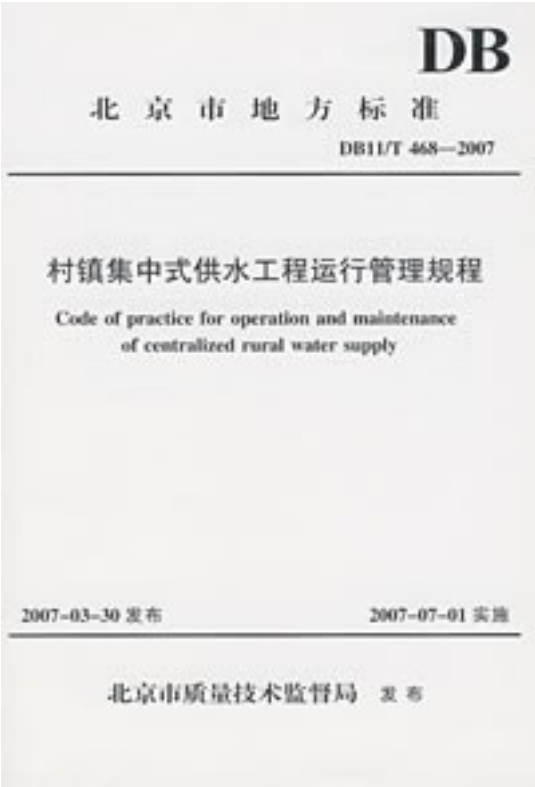 DB
北京市地方标准
DB11/T 468—2007
村镇集中式供水工程运行管理规程
Code of practice for operation and maintenance
of centralized rural water supply
2007-03-30 发布 2007-07-01 实施
北京市质量技术监督局 发布